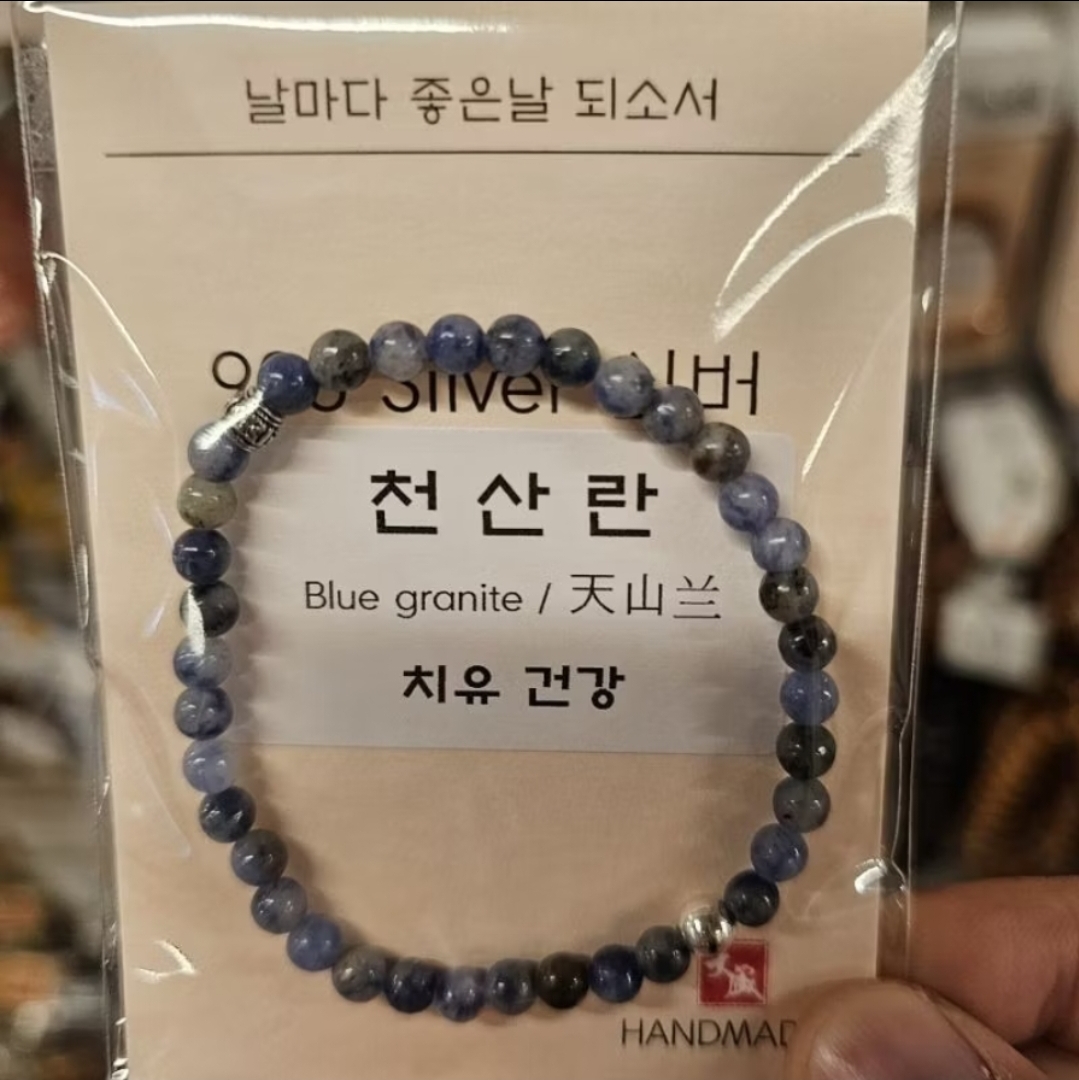 날마다 좋은날 되소서
Silver
천 산 란
Blue granite / 天山兰
치유 건강